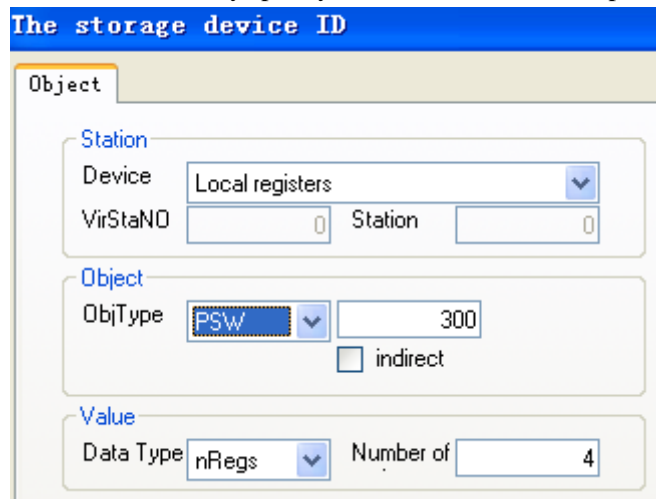 The storage device ID
Object
Station
Device Local registers
VirStaNO 0 Station 0
Object
ObjType PSW 300
indirect
Value
Data Type nRegs Number of 4